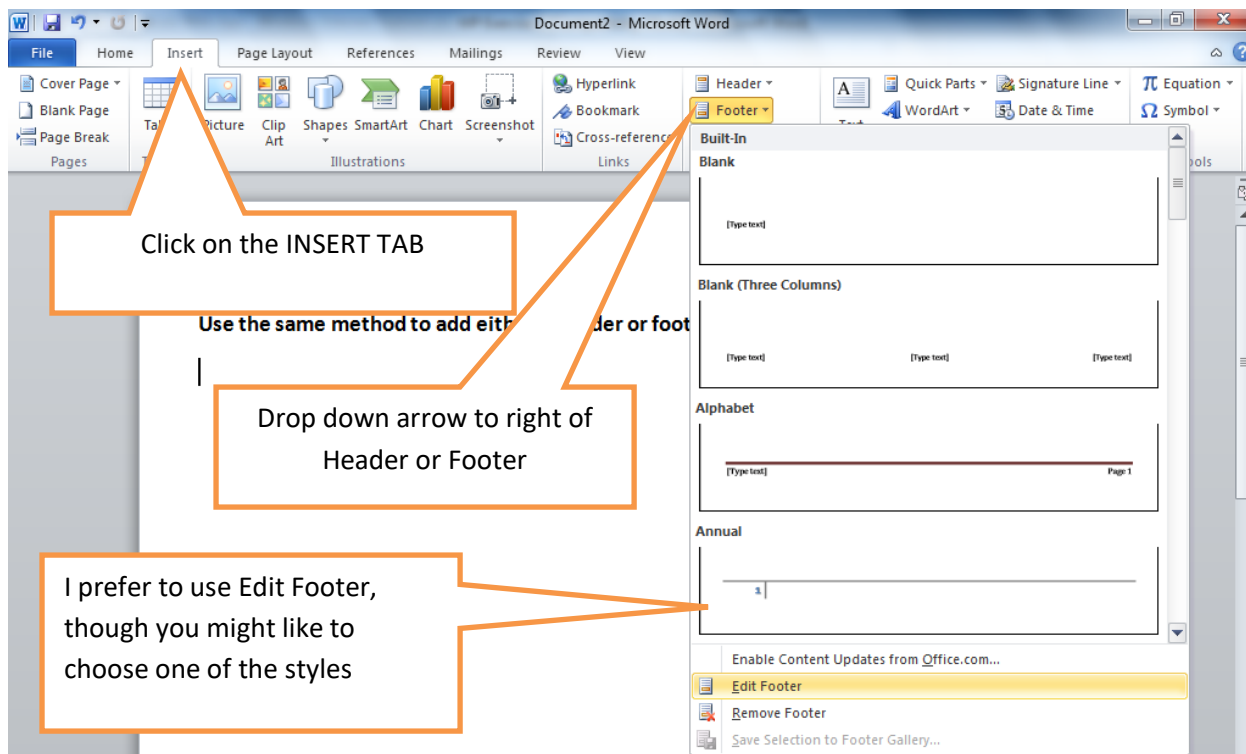 Document2 - Microsoft Word
File Home Insert Page Layout References Mailings Review View
Cover Page
Blank Page
Page Break
Pages
Picture
Clip Art
Shapes
SmartArt
Chart
Screenshot
Illustrations
Hyperlink
Bookmark
Cross-reference
Links
Header
Footer
A
Quick Parts
WordArt
Signature Line
Date & Time
π Equation
Ω Symbol
Click on the INSERT TAB
Use the same method to add
Drop down arrow to right of
Header or Footer
I prefer to use Edit Footer,
though you might like to
choose one of the styles
Built-In
Blank
[Type text]
Blank (Three Columns)
[Type text] [Type text] [Type text]
Alphabet
[Type text] Page 1
Annual
1
Enable Content Updates from Office.com...
Edit Footer
Remove Footer
Save Selection to Footer Gallery...